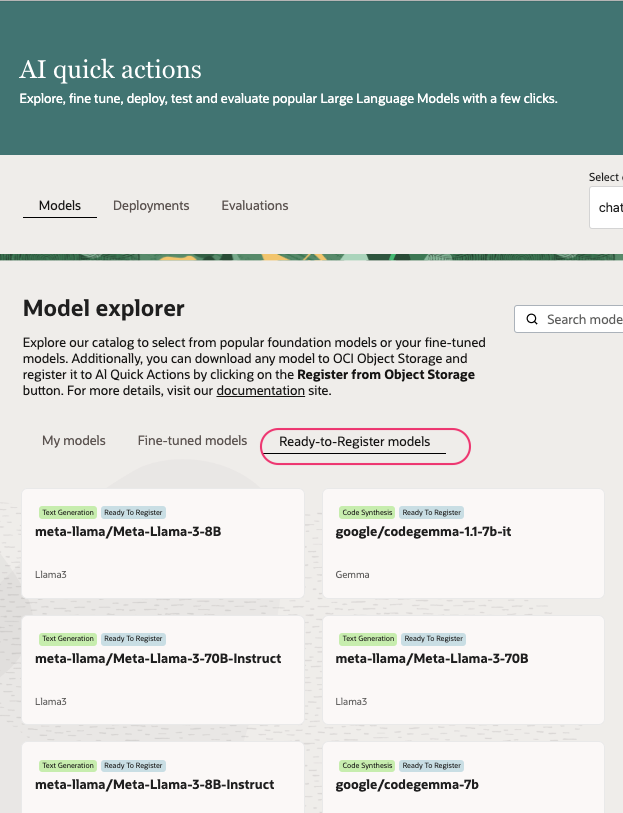 AI quick actions
Explore, fine tune, deploy, test and evaluate popular Large Language Models with a few clicks.
Select
Models Deployments Evaluations
chat
Model explorer
Search mode
Explore our catalog to select from popular foundation models or your fine-tuned
models. Additionally, you can download any model to OCI Object Storage and
register it to AI Quick Actions by clicking on the Register from Object Storage
button. For more details, visit our documentation site.
My models Fine-tuned models Ready-to-Register models
Text Generation Ready To Register
meta-llama/Meta-Llama-3-8B
Llama3
Code Synthesis Ready To Register
google/codegemma-1.1-7b-it
Gemma
Text Generation Ready To Register
meta-llama/Meta-Llama-3-70B-Instruct
Llama3
Text Generation Ready To Register
meta-llama/Meta-Llama-3-70B
Llama3
Text Generation Ready To Register
meta-llama/Meta-Llama-3-8B-Instruct
Code Synthesis Ready To Register
google/codegemma-7b